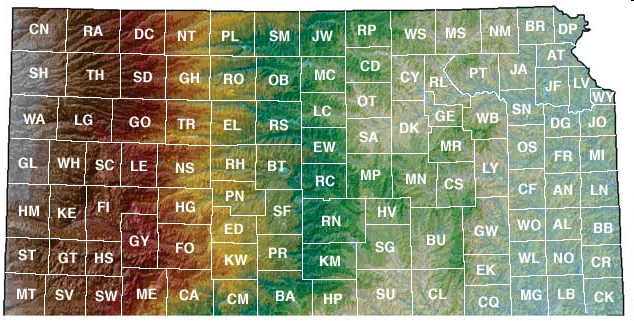 CN RA DC NT PL SM JW RP WS MS NM BR DP
SH TH SD GH RO OB MC CD CY RL PT JA AT
JF LV WY
WA LG GO TR EL RS LC OT GE WB SN
EW SA DK MR DG JO
GL WH SC LE NS RH BT RC MP MN CS LY OS FR MI
HM KE FI HG PN SF RN HV CF AN LN
GY FO ED SG BU GW WO AL BB
ST GT HS KW PR KM EK WL NO CR
MT SV SW ME CA CM BA HP SU CL CQ MG LB CK